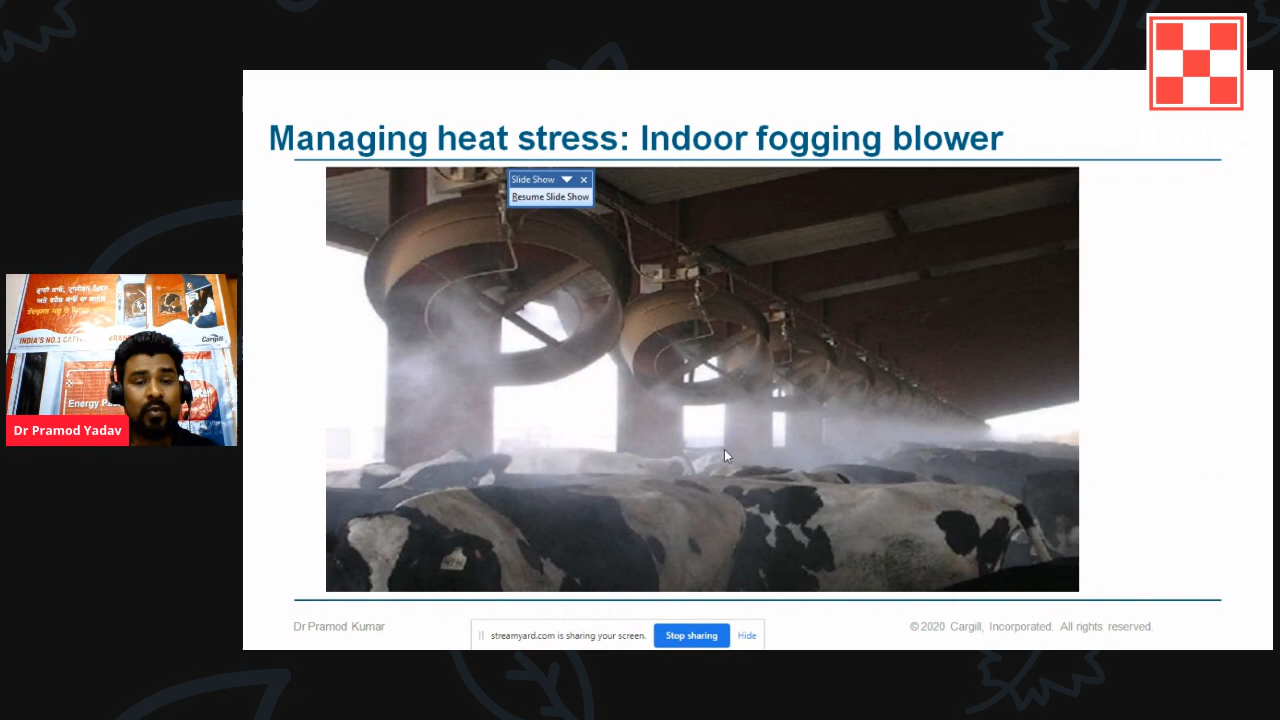 Managing heat stress: Indoor fogging blower
Slide Show
Resume Slide Show
INDIA'S NO.1
Cargill
Energy
Dr Pramod Yadav
Dr Pramod Kumar
streamyard.com is sharing your screen.
Stop sharing
Hide
© 2020 Cargill, Incorporated. All rights reserved.